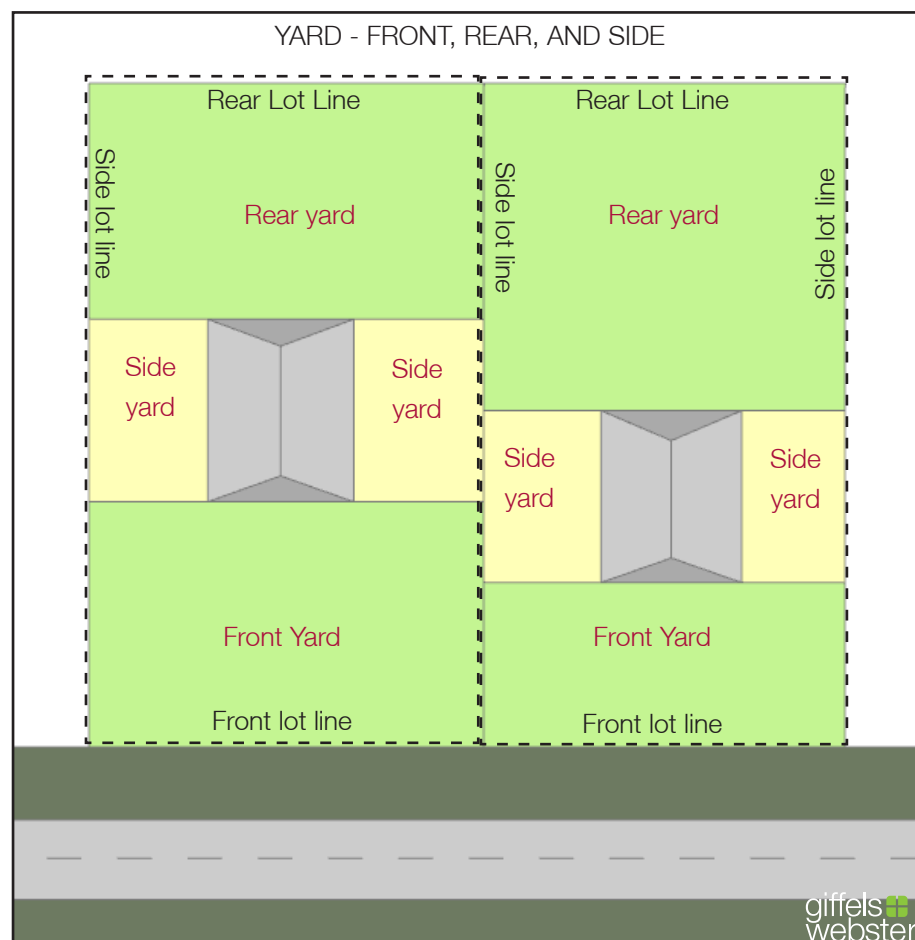 YARD - FRONT, REAR, AND SIDE
Rear Lot Line
Rear Lot Line
Side lot line
Side lot line
Side lot line
Rear yard
Rear yard
Side
yard
Side
yard
Side
yard
Side
yard
Front Yard
Front Yard
Front lot line
Front lot line
giffels
webster